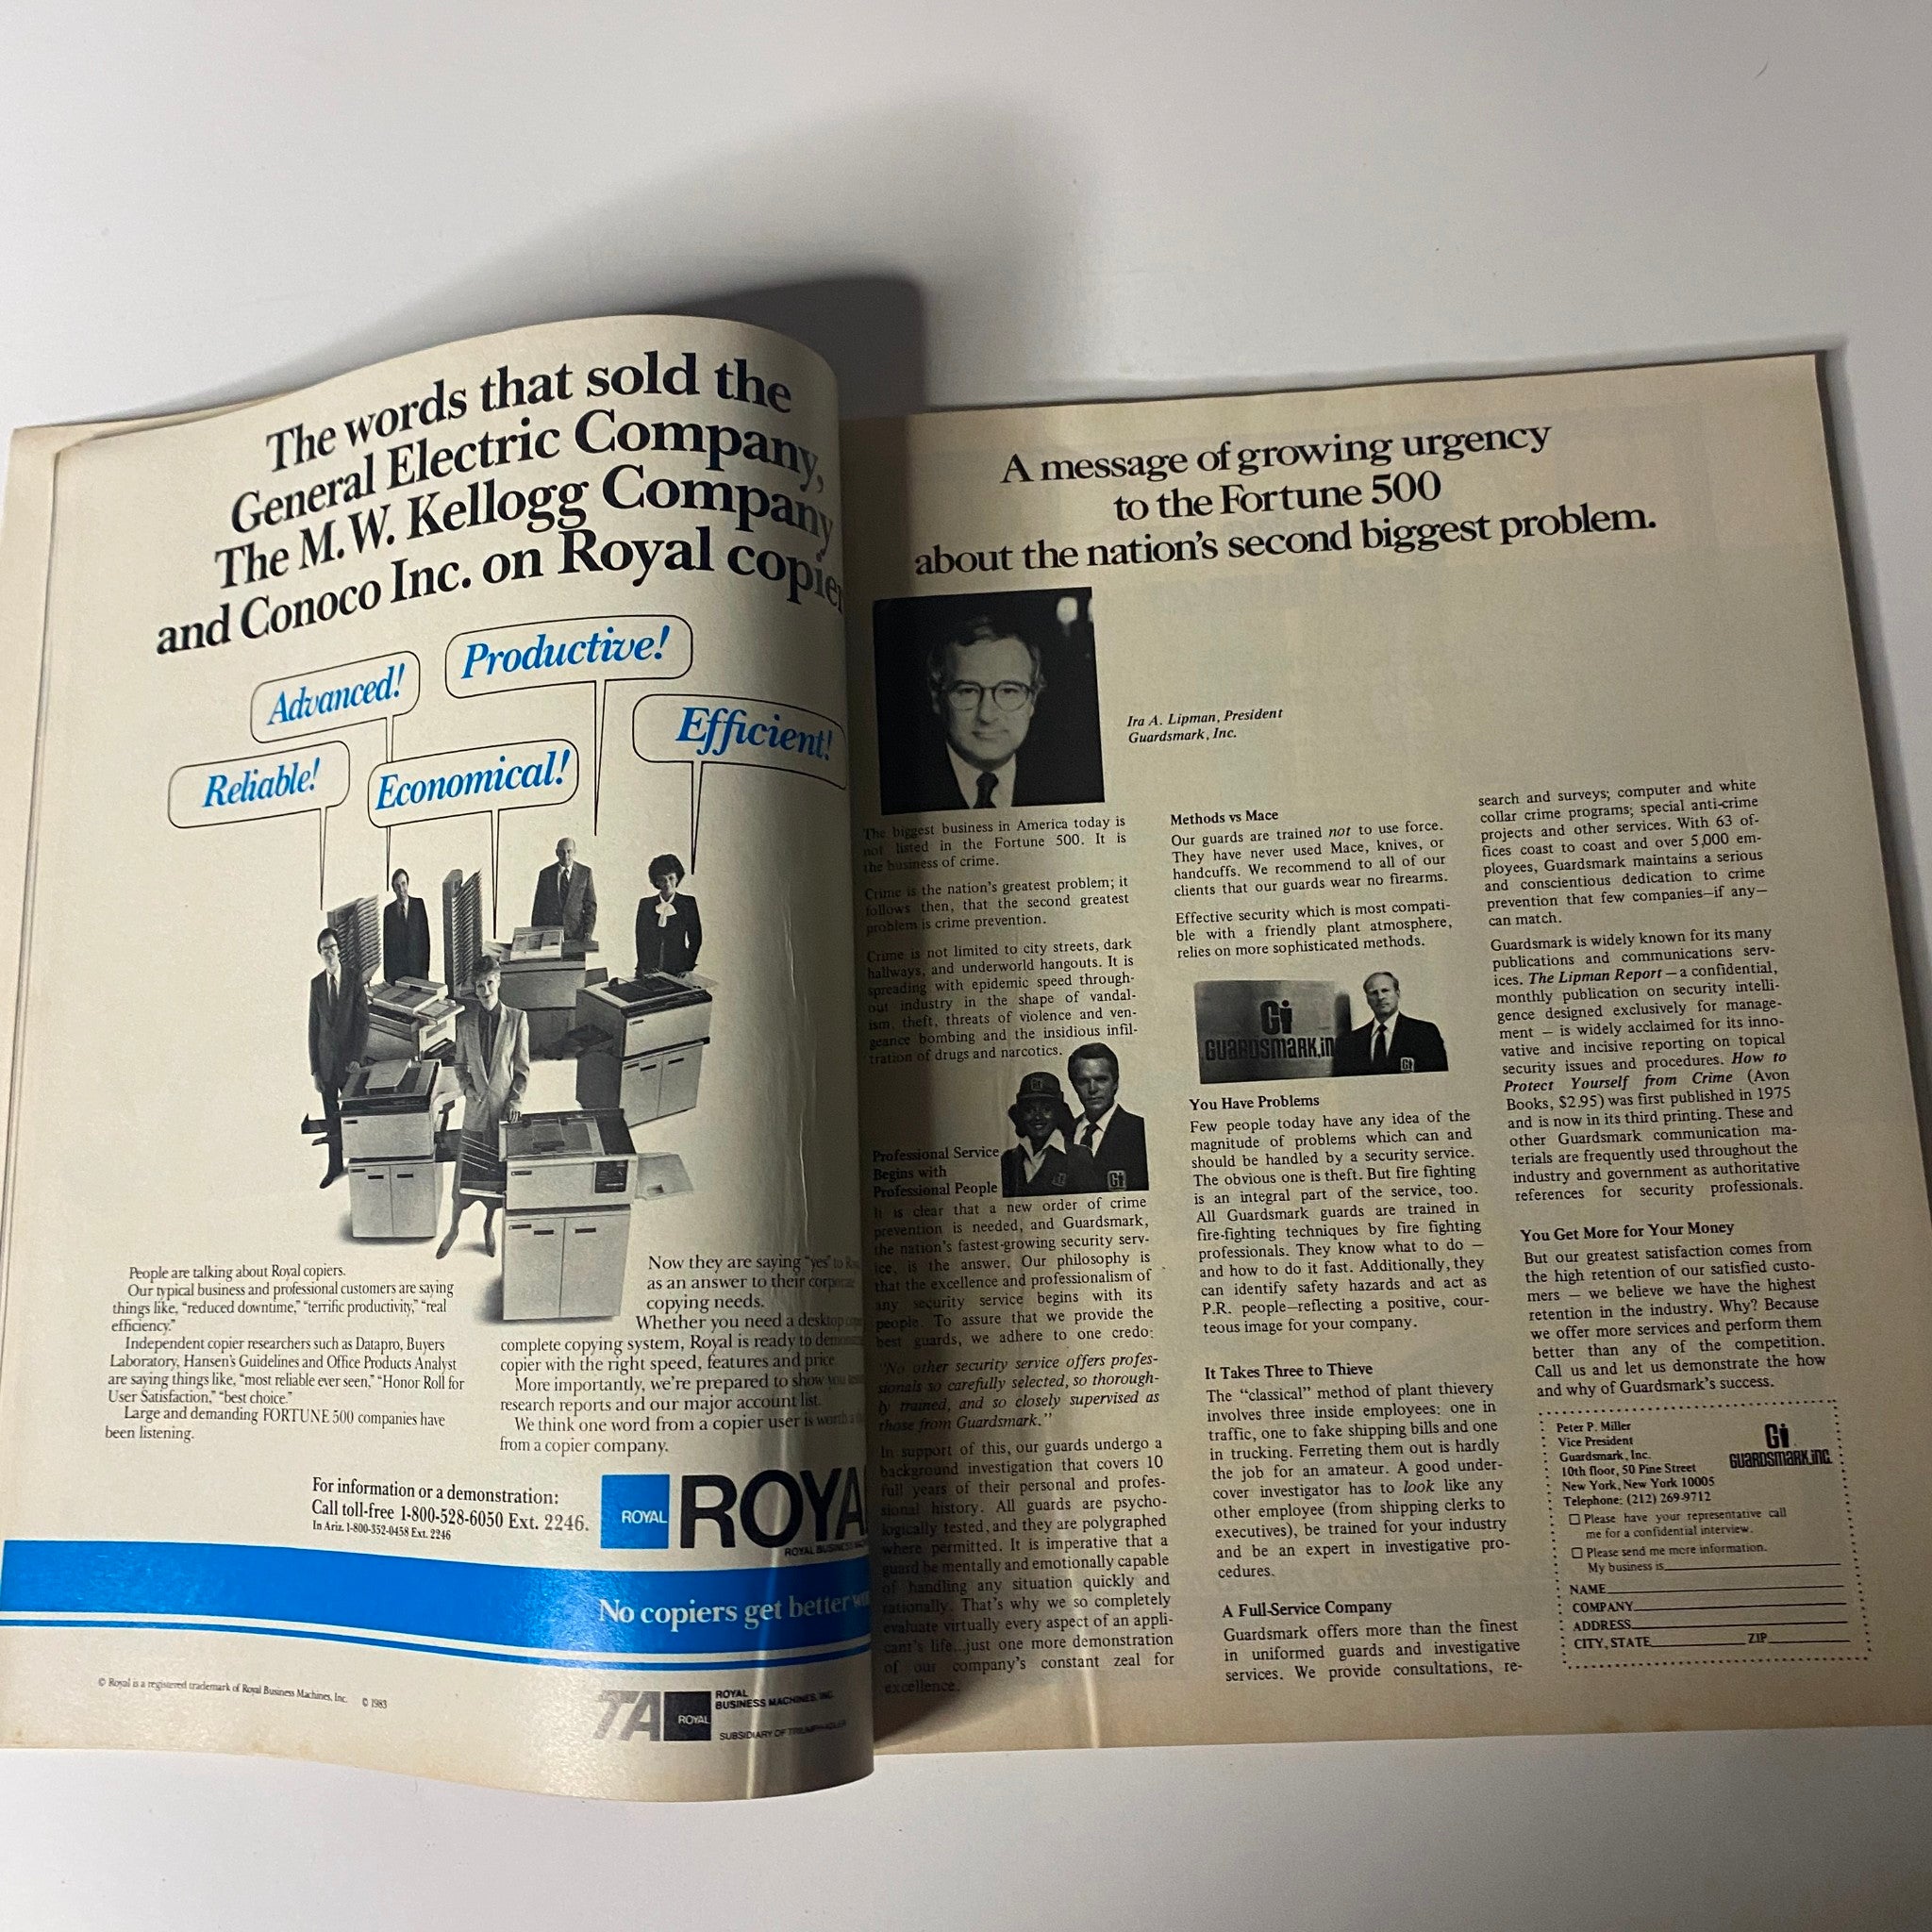 The words that sold the
General Electric Company,
The M.W. Kellogg Company
and Conoco Inc. on Royal
Advanced!
Productive!
Reliable!
Economical!
Efficient!
People are talking about Royal copiers.
Our typical business and professional customers are saying
things like, “reduced downtime,” “terrific productivity,” “real
efficiency.”
Independent copier researchers such as Datapro, Buyers
Laboratory, Hansen's Guidelines and Office Products Analyst
are saying things like, “most reliable ever seen,” “Honor Roll for
User Satisfaction,” “best choice.”
Large and demanding FORTUNE 500 companies have
been listening.
Now they are saying “yes” to
as an answer to their
copying needs.
Whether you need a desktop
complete copying system, Royal is ready to
copier with the right speed, features and price
More importantly, we're prepared to show
research reports and our major account list.
We think one word from a copier user is worth
from a copier company.
For information or a demonstration:
Call toll-free 1-800-528-6050 Ext. 2246.
In Ariz. 1-800-352-0458 Ext. 2246
ROYAL
ROYAL BUSINESS
No copiers get better
© Royal is a registered trademark of Royal Business Machines, Inc. © 1983
TA ROYAL
ROYAL
BUSINESS MACHINES, INC.
SUBSIDIARY OF TRIUMPH-ADLER
A message of growing urgency
to the Fortune 500
about the nation's second biggest problem.
Ira A. Lipman, President
Guardsmark, Inc.
The biggest business in America today is
not listed in the Fortune 500. It is
the business of crime.
Crime is the nation's greatest problem; it
follows then, that the second greatest
problem is crime prevention.
Crime is not limited to city streets, dark
hallways, and underworld hangouts. It is
spreading with epidemic speed through-
out industry in the shape of vandal-
ism, theft, threats of violence and ven-
geance bombing and the insidious infil-
tration of drugs and narcotics.
Professional Service
Begins with
Professional People
It is clear that a new order of crime
prevention is needed, and Guardsmark,
the nation's fastest-growing security serv-
ice, is the answer. Our philosophy is
that the excellence and professionalism of
any security service begins with its
people. To assure that we provide the
best guards, we adhere to one credo:
“No other security service offers profes-
sionals so carefully selected, so thorough-
ly trained, and so closely supervised as
those from Guardsmark.”
In support of this, our guards undergo a
background investigation that covers 10
full years of their personal and profes-
sional history. All guards are psycho-
logically tested, and they are polygraphed
where permitted. It is imperative that a
guard be mentally and emotionally capable
of handling any situation quickly and
rationally. That's why we so completely
evaluate virtually every aspect of an appli-
cant's life...just one more demonstration
of our company's constant zeal for
excellence.
Methods vs Mace
Our guards are trained not to use force.
They have never used Mace, knives, or
handcuffs. We recommend to all of our
clients that our guards wear no firearms.
Effective security which is most compati-
ble with a friendly plant atmosphere,
relies on more sophisticated methods.
Gi
GUARDSMARK, in
You Have Problems
Few people today have any idea of the
magnitude of problems which can and
should be handled by a security service.
The obvious one is theft. But fire fighting
is an integral part of the service, too.
All Guardsmark guards are trained in
fire-fighting techniques by fire fighting
professionals. They know what to do —
and how to do it fast. Additionally, they
can identify safety hazards and act as
P.R. people—reflecting a positive, cour-
teous image for your company.
It Takes Three to Thieve
The “classical” method of plant thievery
involves three inside employees: one in
traffic, one to fake shipping bills and one
in trucking. Ferreting them out is hardly
the job for an amateur. A good under-
cover investigator has to look like any
other employee (from shipping clerks to
executives), be trained for your industry
and be an expert in investigative pro-
cedures.
A Full-Service Company
Guardsmark offers more than the finest
in uniformed guards and investigative
services. We provide consultations, re-
search and surveys; computer and white
collar crime programs; special anti-crime
projects and other services. With 63 of-
fices coast to coast and over 5,000 em-
ployees, Guardsmark maintains a serious
and conscientious dedication to crime
prevention that few companies—if any—
can match.
Guardsmark is widely known for its many
publications and communications serv-
ices. The Lipman Report — a confidential,
monthly publication on security intelli-
gence designed exclusively for manage-
ment — is widely acclaimed for its inno-
vative and incisive reporting on topical
security issues and procedures. How to
Protect Yourself from Crime (Avon
Books, $2.95) was first published in 1975
and is now in its third printing. These and
other Guardsmark communication ma-
terials are frequently used throughout the
industry and government as authoritative
references for security professionals.
You Get More for Your Money
But our greatest satisfaction comes from
the high retention of our satisfied custo-
mers — we believe we have the highest
retention in the industry. Why? Because
we offer more services and perform them
better than any of the competition.
Call us and let us demonstrate the how
and why of Guardsmark's success.
Peter P. Miller
Vice President
Guardsmark, Inc.
10th floor, 50 Pine Street
New York, New York 10005
Telephone: (212) 269-9712
Gi
GUARDSMARK, INC.
Please have your representative call
me for a confidential interview.
Please send me more information.
My business is
NAME
COMPANY
ADDRESS
CITY, STATE ZIP